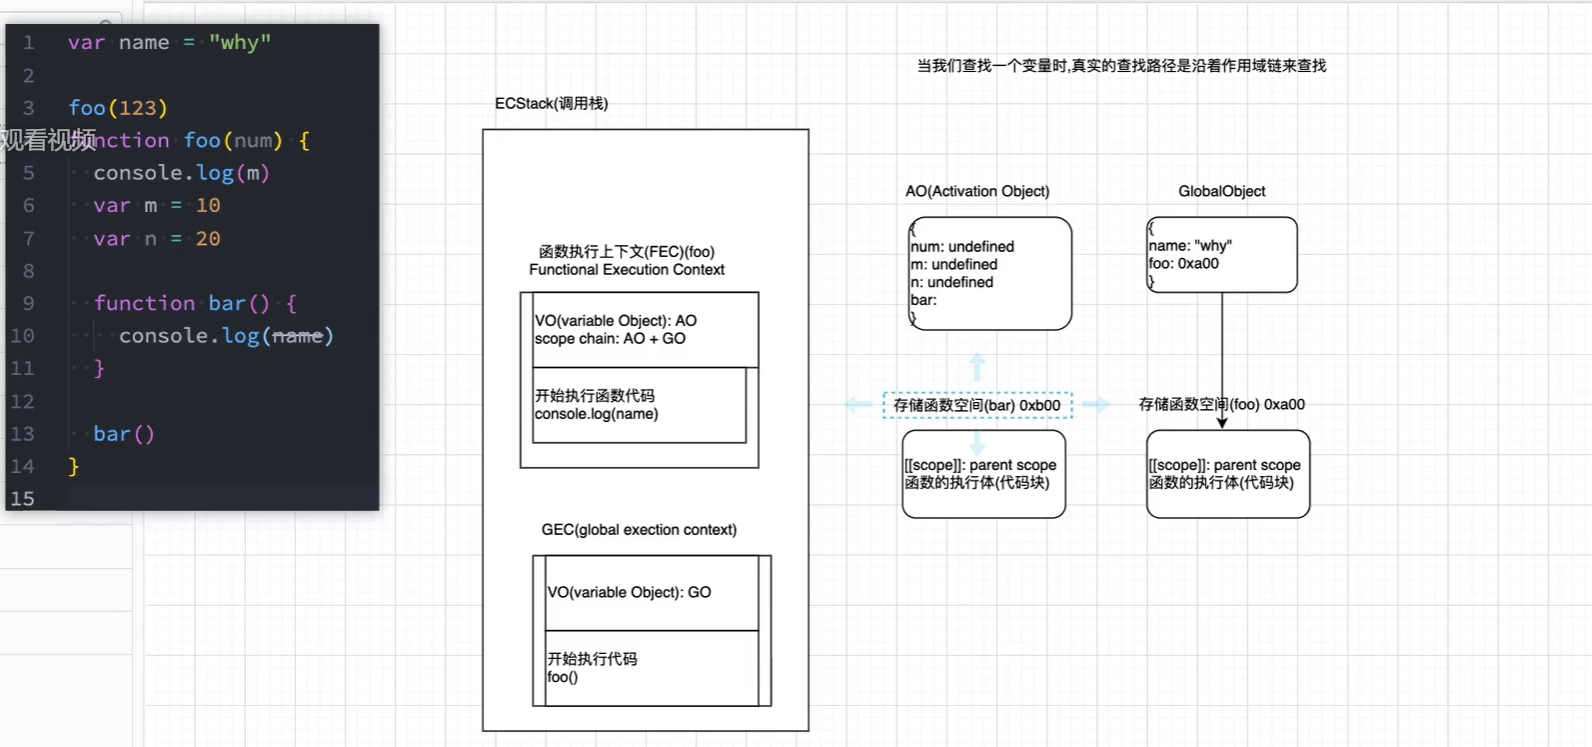 1 var name = "why"
2
3 foo(123)
function foo(num) {
观看视频
5 console.log(m)
6 var m = 10
7 var n = 20
8
9 function bar() {
10 console.log(name)
11 }
12
13 bar()
14 }
15
当我们查找一个变量时,真实的查找路径是沿着作用域链来查找
ECStack(调用栈)
函数执行上下文(FEC)(foo)
Functional Execution Context
VO(variable Object): AO
scope chain: AO + GO
开始执行函数代码
console.log(name)
GEC(global exection context)
VO(variable Object): GO
开始执行代码
foo()
AO(Activation Object)
{
num: undefined
m: undefined
n: undefined
bar:
}
存储函数空间(bar) 0xb00
[[scope]]: parent scope
函数的执行体(代码块)
GlobalObject
{
name: "why"
foo: 0xa00
}
存储函数空间(foo) 0xa00
[[scope]]: parent scope
函数的执行体(代码块)